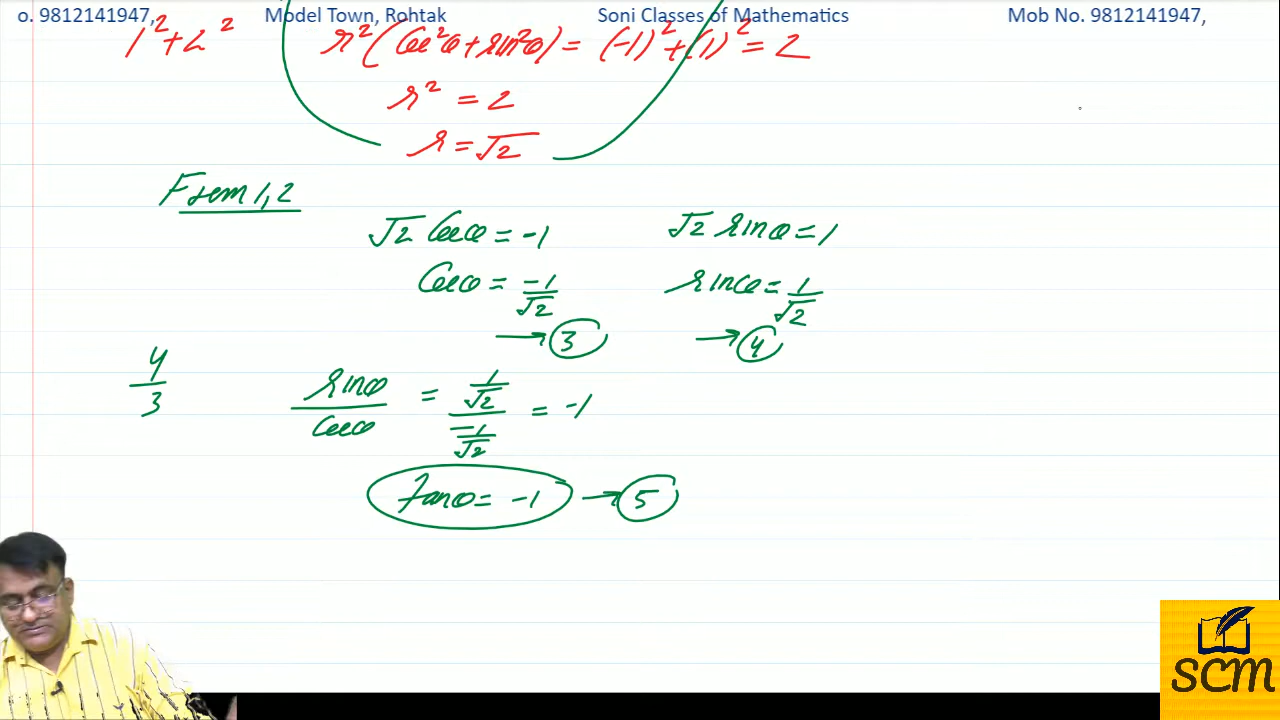 o. 9812141947, Model Town, Rohtak Soni Classes of Mathematics Mob No. 9812141947,
1² + 2² r²(cos²θ + sin²θ) = (-1)² + (1)² = 2
r² = 2
r = √2
From 1, 2
√2 cosθ = -1 √2 sinθ = 1
cosθ = -1/√2 sinθ = 1/√2
→ 3 → 4
4/3 sinθ/cosθ = (1/√2)/(-1/√2) = -1
tanθ = -1 → 5
SCM